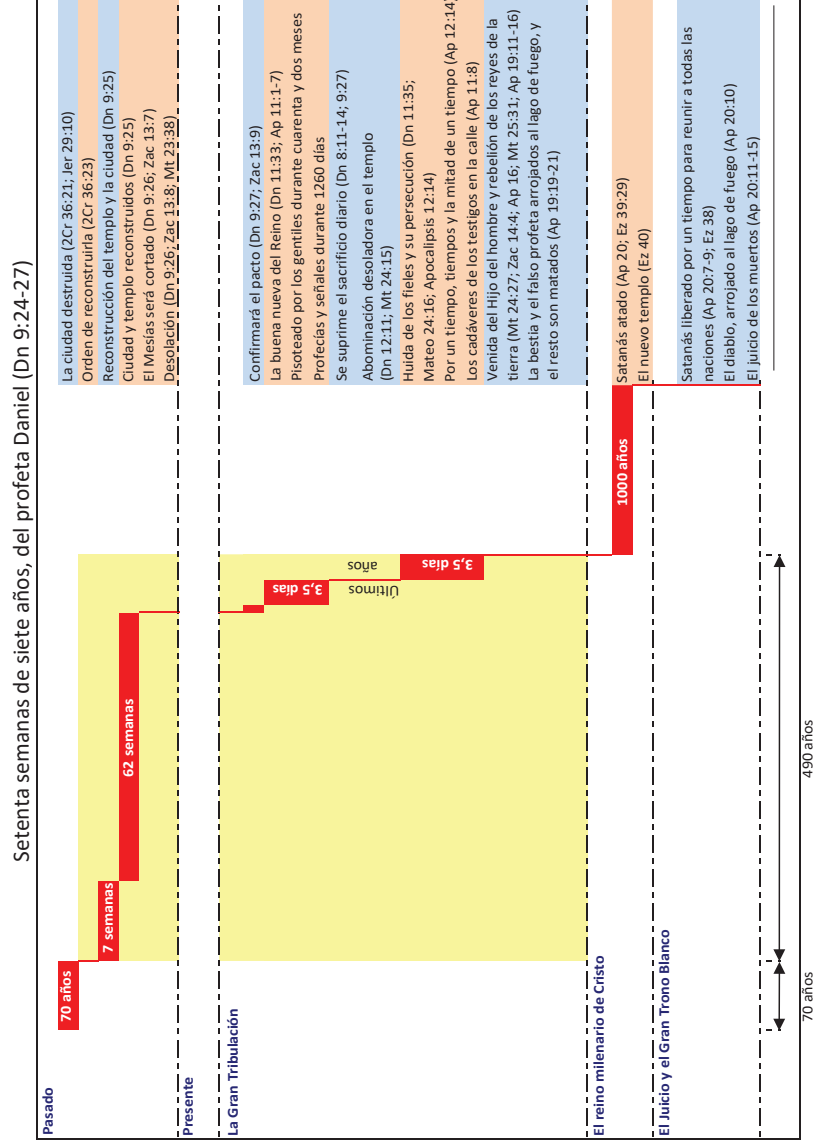 Setenta semanas de siete años, del profeta Daniel (Dn 9:24-27)
Pasado
70 años
La ciudad destruida (2Cr 36:21; Jer 29:10)
Orden de reconstruirla (2Cr 36:23)
7 semanas
Reconstrucción del templo y la ciudad (Dn 9:25)
62 semanas
Ciudad y templo reconstruidos (Dn 9:25)
El Mesías será cortado (Dn 9:26; Zac 13:7)
Desolación (Dn 9:26; Zac 13:8; Mt 23:38)
Presente
La Gran Tribulación
Confirmará el pacto (Dn 9:27; Zac 13:9)
La buena nueva del Reino (Dn 11:33; Ap 11:1-7)
Pisoteado por los gentiles durante cuarenta y dos meses
Profecías y señales durante 1260 días
3,5 días
Se suprime el sacrificio diario (Dn 8:11-14; 9:27)
Abominación desoladora en el templo
(Dn 12:11; Mt 24:15)
Últimos
años
3,5 días
Huida de los fieles y su persecución (Dn 11:35;
Mateo 24:16; Apocalipsis 12:14)
Por un tiempo, tiempos y la mitad de un tiempo (Ap 12:14)
Los cadáveres de los testigos en la calle (Ap 11:8)
Venida del Hijo del hombre y rebelión de los reyes de la
tierra (Mt 24:27; Zac 14:4; Ap 16; Mt 25:31; Ap 19:11-16)
La bestia y el falso profeta arrojados al lago de fuego, y
el resto son matados (Ap 19:19-21)
El reino milenario de Cristo
1000 años
Satanás atado (Ap 20; Ez 39:29)
El nuevo templo (Ez 40)
El Juicio y el Gran Trono Blanco
Satanás liberado por un tiempo para reunir a todas las
naciones (Ap 20:7-9; Ez 38)
El diablo, arrojado al lago de fuego (Ap 20:10)
El juicio de los muertos (Ap 20:11-15)
70 años
490 años